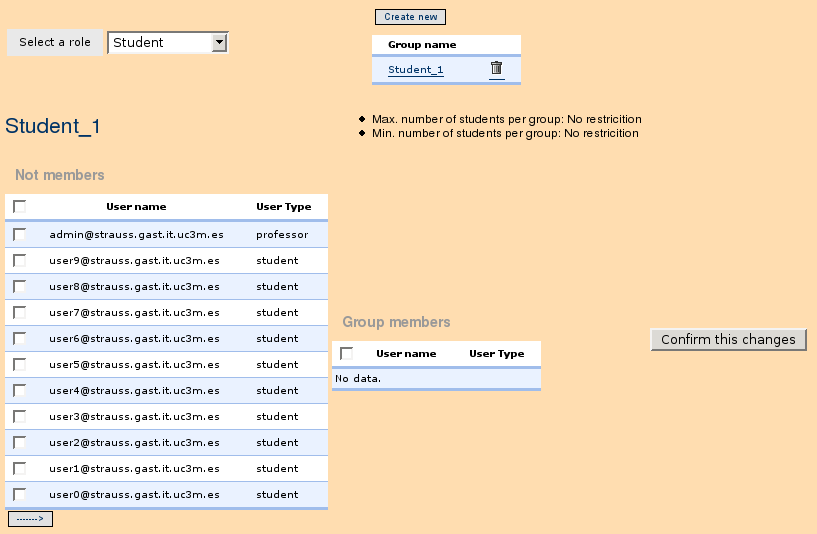 Create new
Select a role
Student
Group name
Student_1
Student_1
Max. number of students per group: No restricition
Min. number of students per group: No restricition
Not members
User name User Type
admin@strauss.gast.it.uc3m.es professor
user9@strauss.gast.it.uc3m.es student
user8@strauss.gast.it.uc3m.es student
user7@strauss.gast.it.uc3m.es student
user6@strauss.gast.it.uc3m.es student
user5@strauss.gast.it.uc3m.es student
user4@strauss.gast.it.uc3m.es student
user3@strauss.gast.it.uc3m.es student
user2@strauss.gast.it.uc3m.es student
user1@strauss.gast.it.uc3m.es student
user0@strauss.gast.it.uc3m.es student
------->
Group members
User name User Type
No data.
Confirm this changes